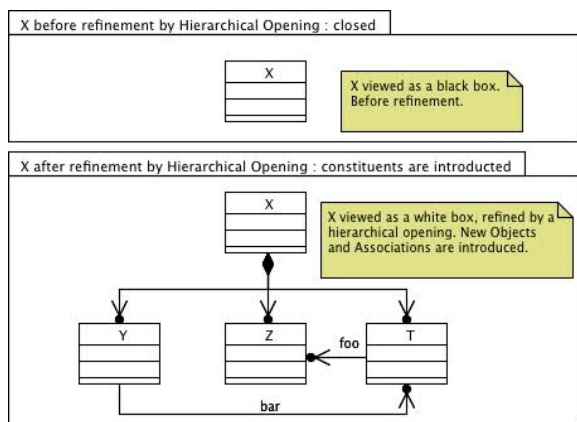 X before refinement by Hierarchical Opening : closed
X
X viewed as a black box.
Before refinement.
X after refinement by Hierarchical Opening : constituents are introducted
X
X viewed as a white box, refined by a
hierarchical opening. New Objects
and Associations are introduced.
Y
Z
T
foo
bar